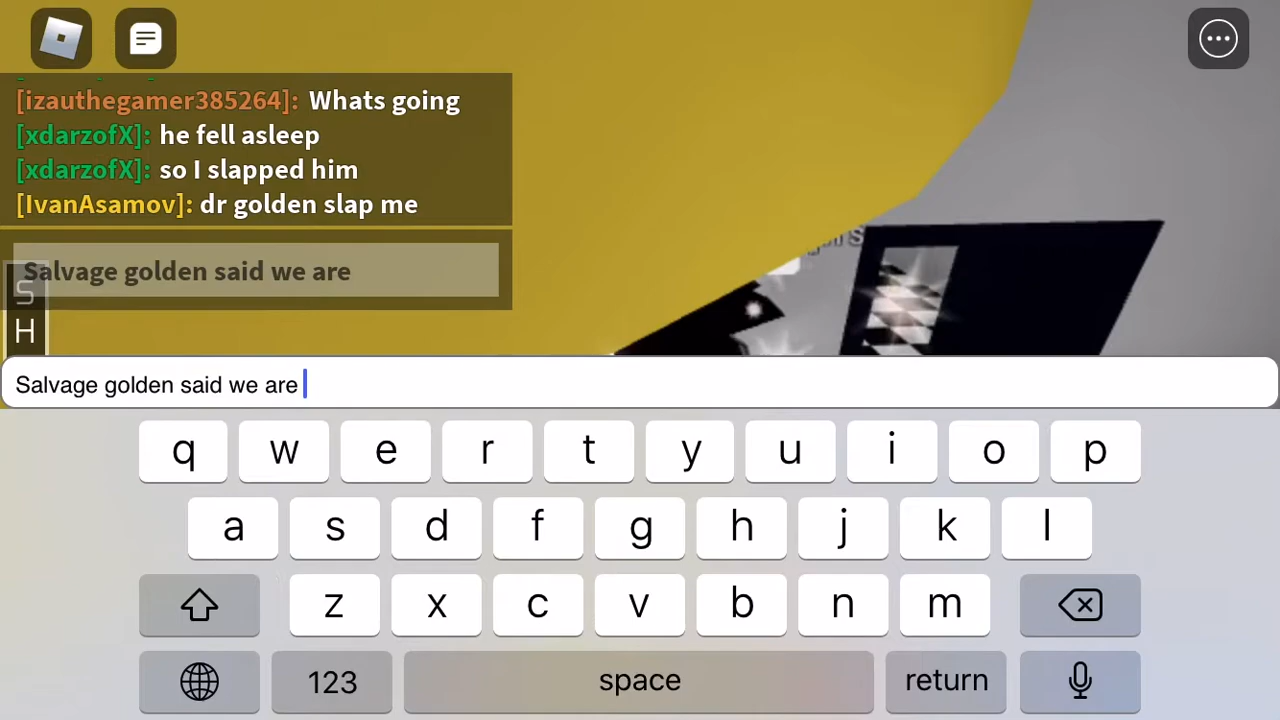 [izauthegamer385264]: Whats going
[xdarzofX]: he fell asleep
[xdarzofX]: so I slapped him
[IvanAsamov]: dr golden slap me
Salvage golden said we are
S
H
Salvage golden said we are
q w e r t y u i o p
a s d f g h j k l
z x c v b n m
123 space return